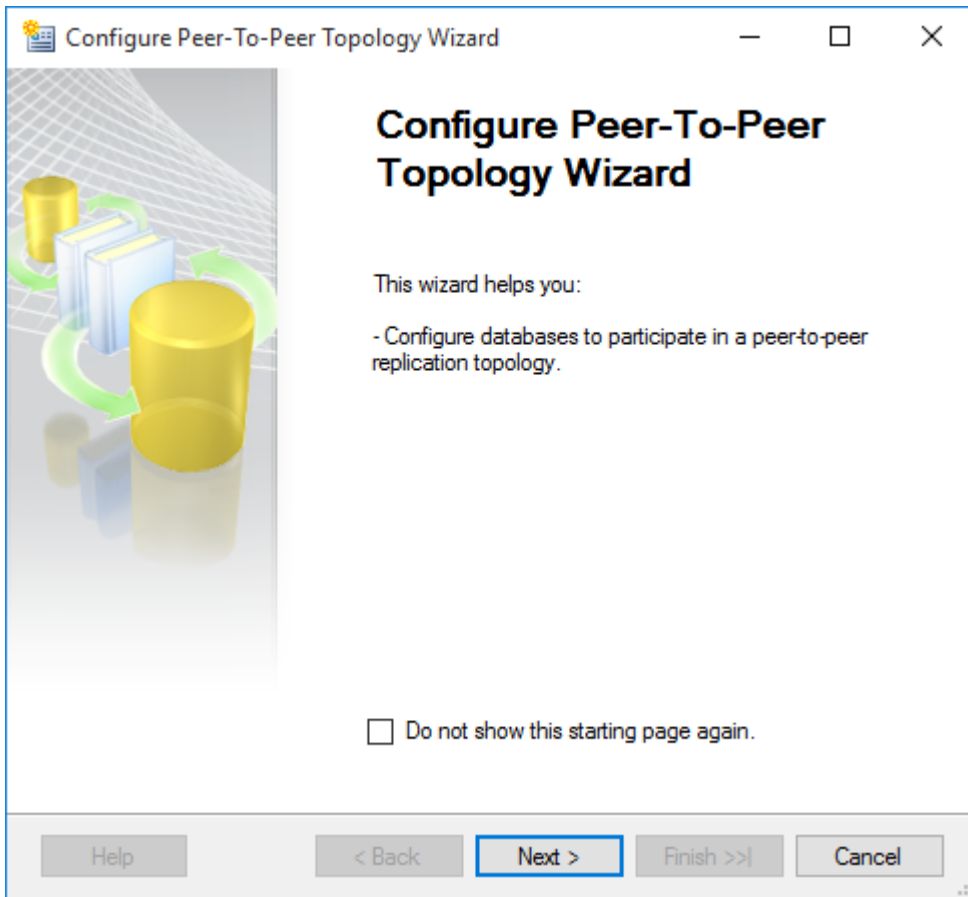 Configure Peer-To-Peer Topology Wizard
Configure Peer-To-Peer
Topology Wizard
This wizard helps you:
- Configure databases to participate in a peer-to-peer
replication topology.
Do not show this starting page again.
Help
< Back
Next >
Finish >>|
Cancel